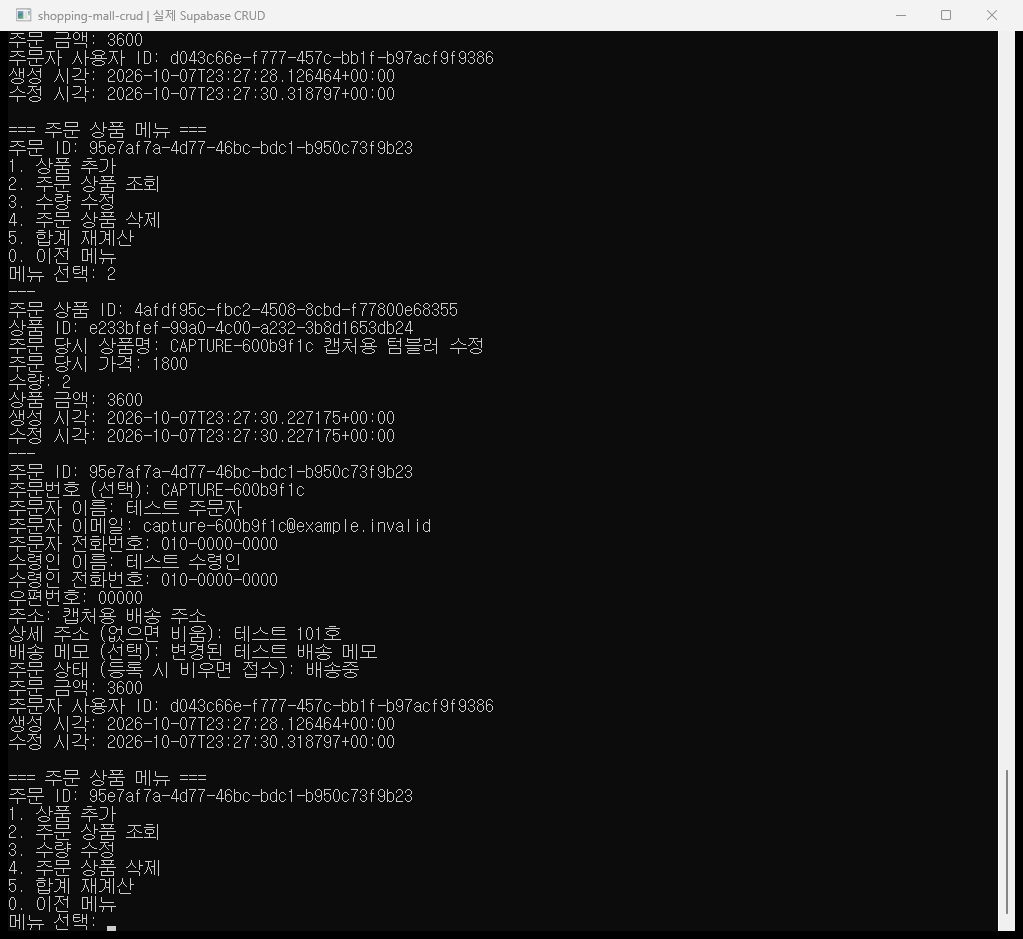 shopping-mall-crud | 실제 Supabase CRUD
주문 금액: 3600
주문자 사용자 ID: d043c66e-f777-457c-bb1f-b97acf9f9386
생성 시각: 2026-10-07T23:27:28.126464+00:00
수정 시각: 2026-10-07T23:27:30.318797+00:00
=== 주문 상품 메뉴 ===
주문 ID: 95e7af7a-4d77-46bc-bdc1-b950c73f9b23
1. 상품 추가
2. 주문 상품 조회
3. 수량 수정
4. 주문 상품 삭제
5. 합계 재계산
0. 이전 메뉴
메뉴 선택: 2
---
주문 상품 ID: 4afdf95c-fbc2-4508-8cbd-f77800e68355
상품 ID: e233bfef-99a0-4c00-a232-3b8d1653db24
주문 당시 상품명: CAPTURE-600b9f1c 캡처용 텀블러 수정
주문 당시 가격: 1800
수량: 2
상품 금액: 3600
생성 시각: 2026-10-07T23:27:30.227175+00:00
수정 시각: 2026-10-07T23:27:30.227175+00:00
---
주문 ID: 95e7af7a-4d77-46bc-bdc1-b950c73f9b23
주문번호 (선택): CAPTURE-600b9f1c
주문자 이름: 테스트 주문자
주문자 이메일: capture-600b9f1c@example.invalid
주문자 전화번호: 010-0000-0000
수령인 이름: 테스트 수령인
수령인 전화번호: 010-0000-0000
우편번호: 00000
주소: 캡처용 배송 주소
상세 주소 (없으면 비움): 테스트 101호
배송 메모 (선택): 변경된 테스트 배송 메모
주문 상태 (등록 시 비우면 접수): 배송중
주문 금액: 3600
주문자 사용자 ID: d043c66e-f777-457c-bb1f-b97acf9f9386
생성 시각: 2026-10-07T23:27:28.126464+00:00
수정 시각: 2026-10-07T23:27:30.318797+00:00
=== 주문 상품 메뉴 ===
주문 ID: 95e7af7a-4d77-46bc-bdc1-b950c73f9b23
1. 상품 추가
2. 주문 상품 조회
3. 수량 수정
4. 주문 상품 삭제
5. 합계 재계산
0. 이전 메뉴
메뉴 선택: